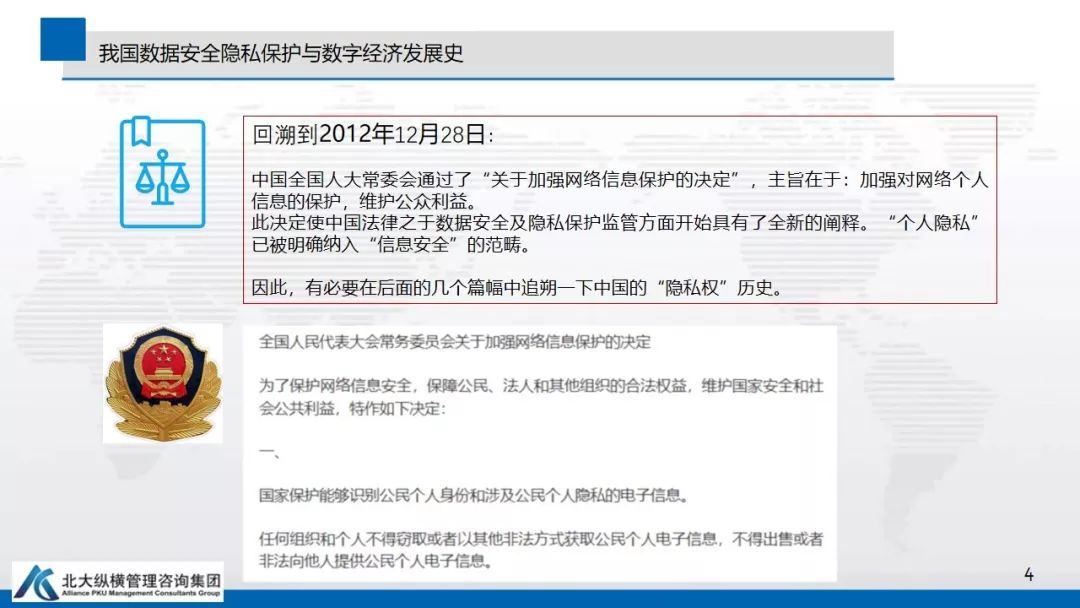 我国数据安全隐私保护与数字经济发展史
回溯到2012年12月28日：
中国全国人大常委会通过了“关于加强网络信息保护的决定”，主旨在于：加强对网络个人
信息的保护，维护公众利益。
此决定使中国法律之于数据安全及隐私保护监管方面开始具有了全新的阐释。“个人隐私”
已被明确纳入“信息安全”的范畴。
因此，有必要在后面的几个篇幅中追朔一下中国的“隐私权”历史。
全国人民代表大会常务委员会关于加强网络信息保护的决定
为了保护网络信息安全，保障公民、法人和其他组织的合法权益，维护国家安全和社
会公共利益，特作如下决定：
一、
国家保护能够识别公民个人身份和涉及公民个人隐私的电子信息。
任何组织和个人不得窃取或者以其他非法方式获取公民个人电子信息，不得出售或者
非法向他人提供公民个人电子信息。
北大纵横管理咨询集团
Alliance PKU Management Consultants Group
4